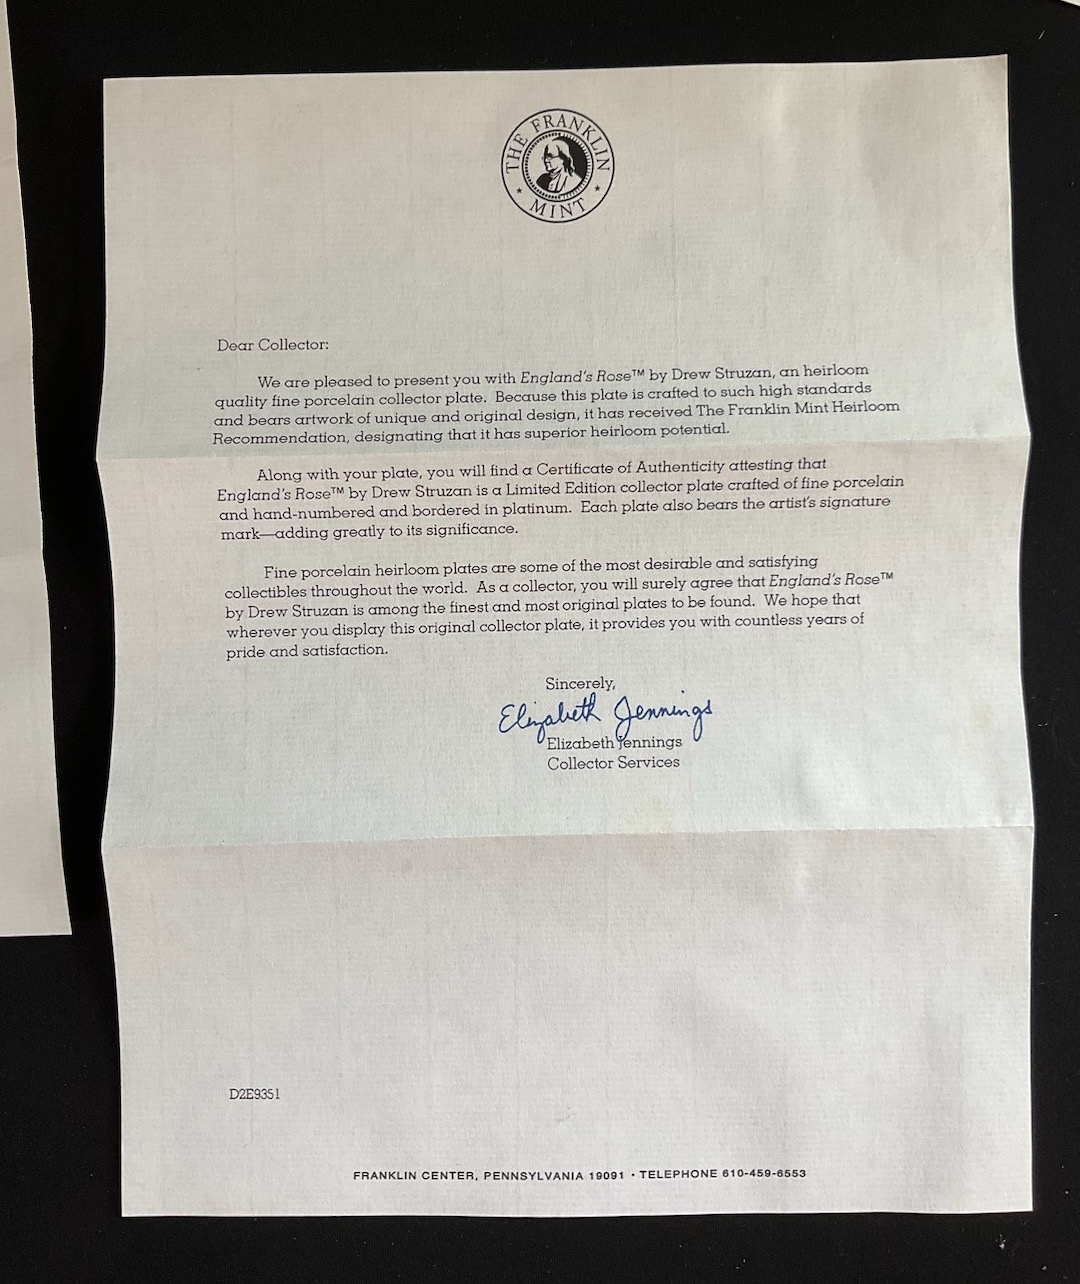 THE FRANKLIN
MINT
Dear Collector:
We are pleased to present you with England's Rose™ by Drew Struzan, an heirloom
quality fine porcelain collector plate. Because this plate is crafted to such high standards
and bears artwork of unique and original design, it has received The Franklin Mint Heirloom
Recommendation, designating that it has superior heirloom potential.
Along with your plate, you will find a Certificate of Authenticity attesting that
England's Rose™ by Drew Struzan is a Limited Edition collector plate crafted of fine porcelain
and hand-numbered and bordered in platinum. Each plate also bears the artist's signature
mark—adding greatly to its significance.
Fine porcelain heirloom plates are some of the most desirable and satisfying
collectibles throughout the world. As a collector, you will surely agree that England's Rose™
by Drew Struzan is among the finest and most original plates to be found. We hope that
wherever you display this original collector plate, it provides you with countless years of
pride and satisfaction.
Sincerely,
Elizabeth Jennings
Elizabeth Jennings
Collector Services
D2E9351
FRANKLIN CENTER, PENNSYLVANIA 19091 • TELEPHONE 610-459-6553